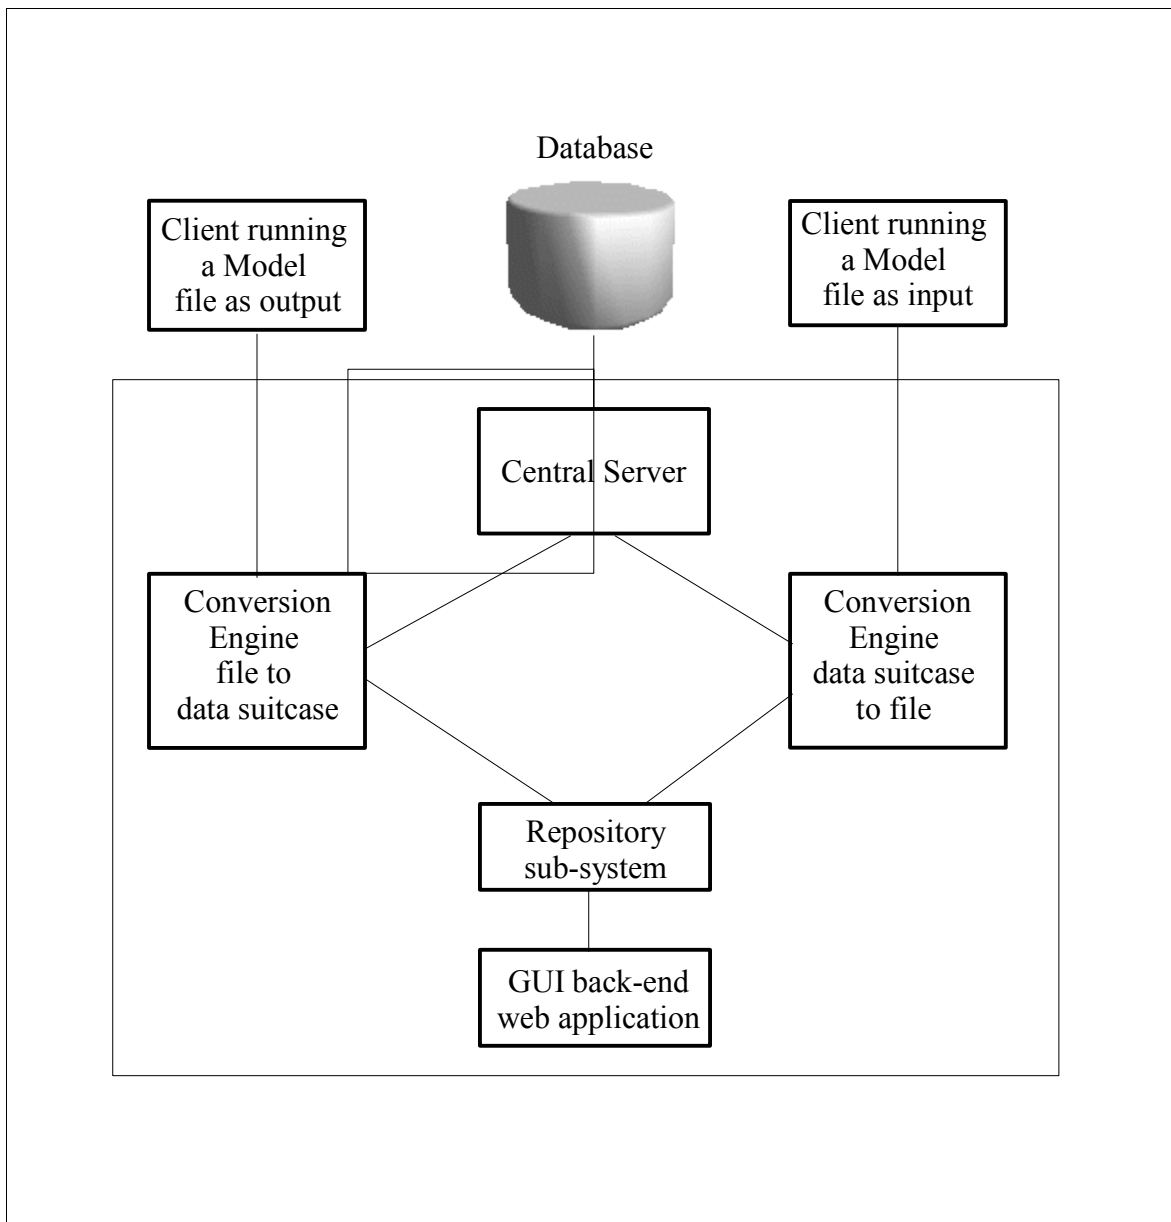 Database
Client running
a Model
file as output
Client running
a Model
file as input
Central Server
Conversion
Engine
file to
data suitcase
Conversion
Engine
data suitcase
to file
Repository
sub-system
GUI back-end
web application